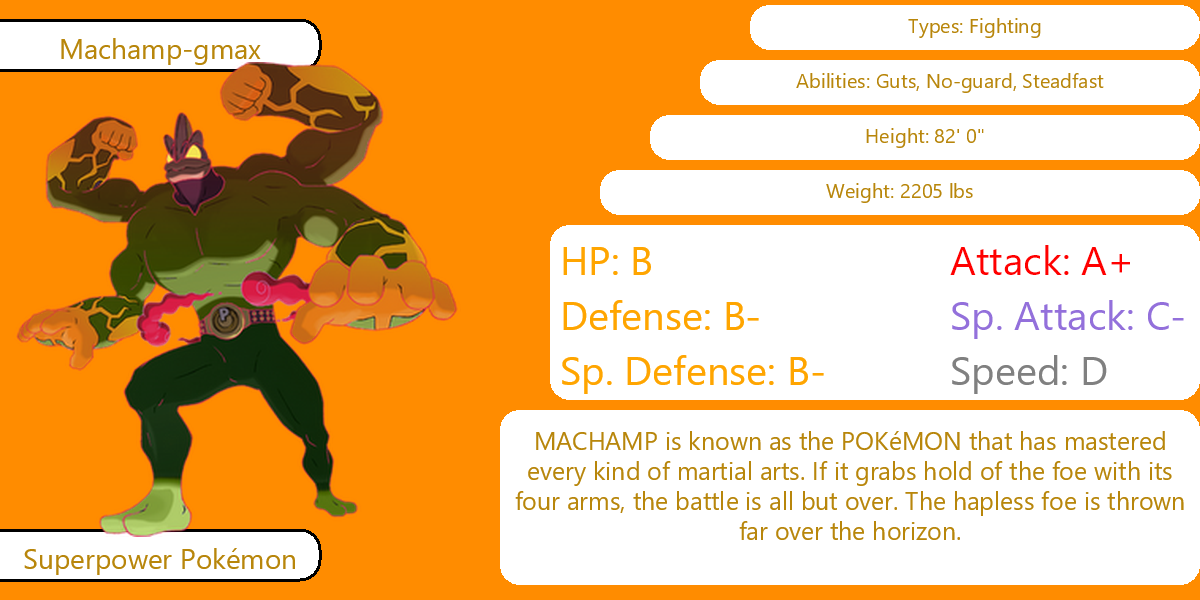 Machamp-gmax
Types: Fighting
Abilities: Guts, No-guard, Steadfast
Height: 82' 0"
Weight: 2205 lbs
HP: B
Attack: A+
Defense: B-
Sp. Attack: C-
Sp. Defense: B-
Speed: D
MACHAMP is known as the POKéMON that has mastered
every kind of martial arts. If it grabs hold of the foe with its
four arms, the battle is all but over. The hapless foe is thrown
far over the horizon.
Superpower Pokémon